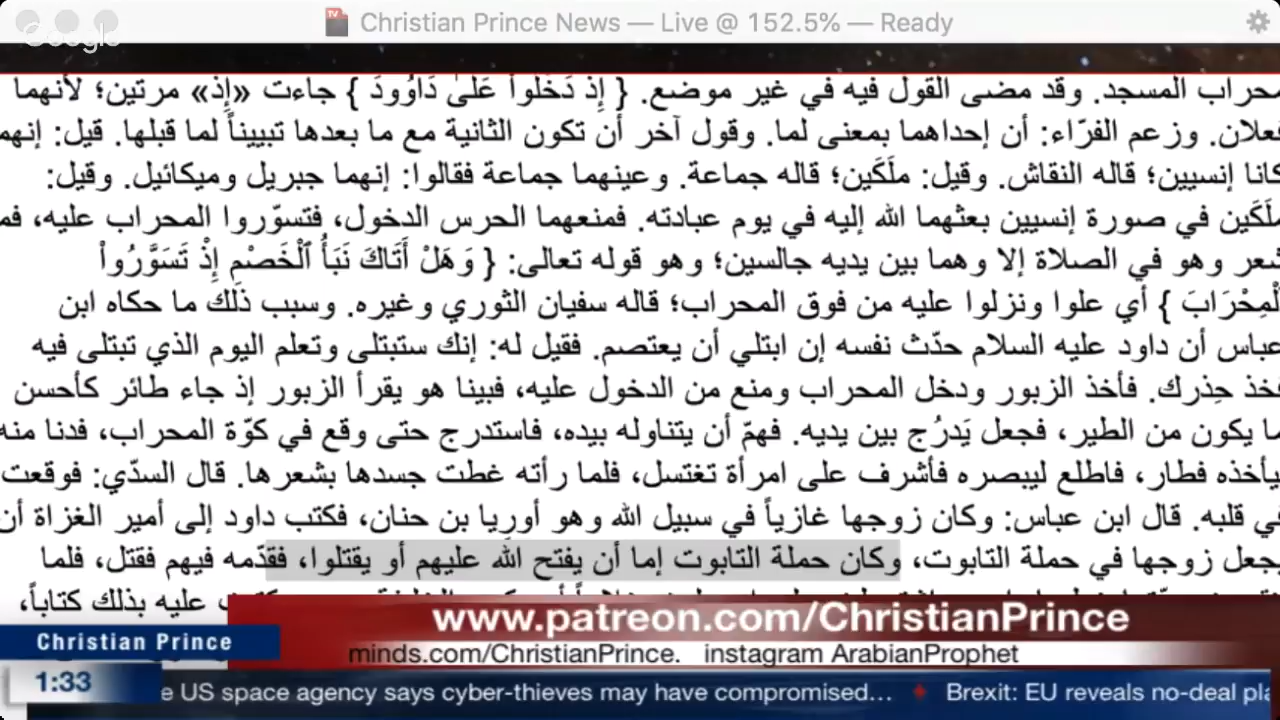 Christian Prince News — Live @ 152.5% — Ready
Google
محراب المسجد. وقد مضى القول فيه في غير موضع. { إِذْ دَخَلُواْ عَلَىٰ دَاوُودَ } جاءت «إذ» مرتين؛ لأنهما
فعلان. وزعم الفرّاء: أن إحداهما بمعنى لما. وقول آخر أن تكون الثانية مع ما بعدها تبييناً لما قبلها. قيل: إنهما
كانا إنسيين؛ قاله النقاش. وقيل: ملَكَين؛ قاله جماعة. وعينهما جماعة فقالوا: إنهما جبريل وميكائيل. وقيل:
ملَكَين في صورة إنسيين بعثهما الله إليه في يوم عبادته. فمنعهما الحرس الدخول، فتسوّروا المحراب عليه، فما
شعر وهو في الصلاة إلا وهما بين يديه جالسين؛ وهو قوله تعالى: { وَهَلْ أَتَاكَ نَبَأُ ٱلْخَصْمِ إِذْ تَسَوَّرُواْ
ٱلْمِحْرَابَ } أي علوا ونزلوا عليه من فوق المحراب؛ قاله سفيان الثوري وغيره. وسبب ذلك ما حكاه ابن
عباس أن داود عليه السلام حدّث نفسه إن ابتلي أن يعتصم. فقيل له: إنك ستبتلى وتعلم اليوم الذي تبتلى فيه
فخذ حِذرك. فأخذ الزبور ودخل المحراب ومنع من الدخول عليه، فبينا هو يقرأ الزبور إذ جاء طائر كأحسن
ما يكون من الطير، فجعل يَدرُج بين يديه. فهمّ أن يتناوله بيده، فاستدرج حتى وقع في كوّة المحراب، فدنا منه
ليأخذه فطار، فاطلع ليبصره فأشرف على امرأة تغتسل، فلما رأته غطت جسدها بشعرها. قال السدّي: فوقعت
في قلبه. قال ابن عباس: وكان زوجها غازياً في سبيل الله وهو أوريا بن حنان، فكتب داود إلى أمير الغزاة أن
يجعل زوجها في حملة التابوت، وكان حملة التابوت إما أن يفتح الله عليهم أو يقتلوا، فقدّمه فيهم فقتل، فلما
عليه بذلك كتاباً،
www.patreon.com/ChristianPrince
Christian Prince
minds.com/ChristianPrince. instagram ArabianProphet
1:33
e US space agency says cyber-thieves may have compromised... ♦ Brexit: EU reveals no-deal pla